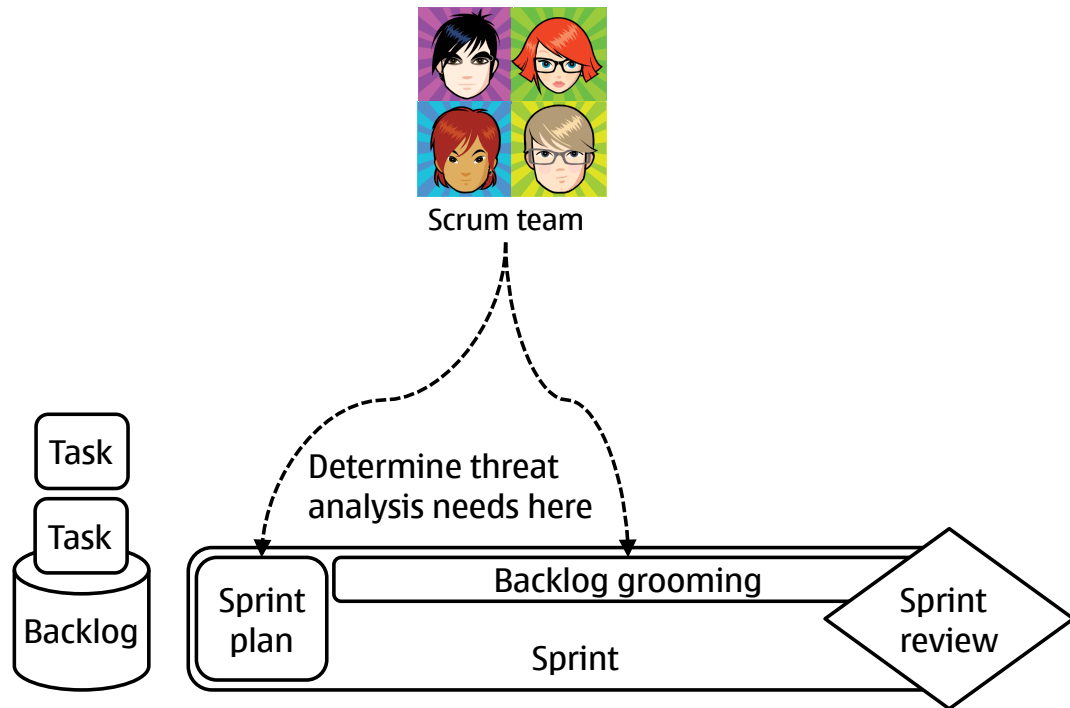 Scrum team
Determine threat
analysis needs here
Task
Task
Backlog
Sprint
plan
Backlog grooming
Sprint
Sprint
review